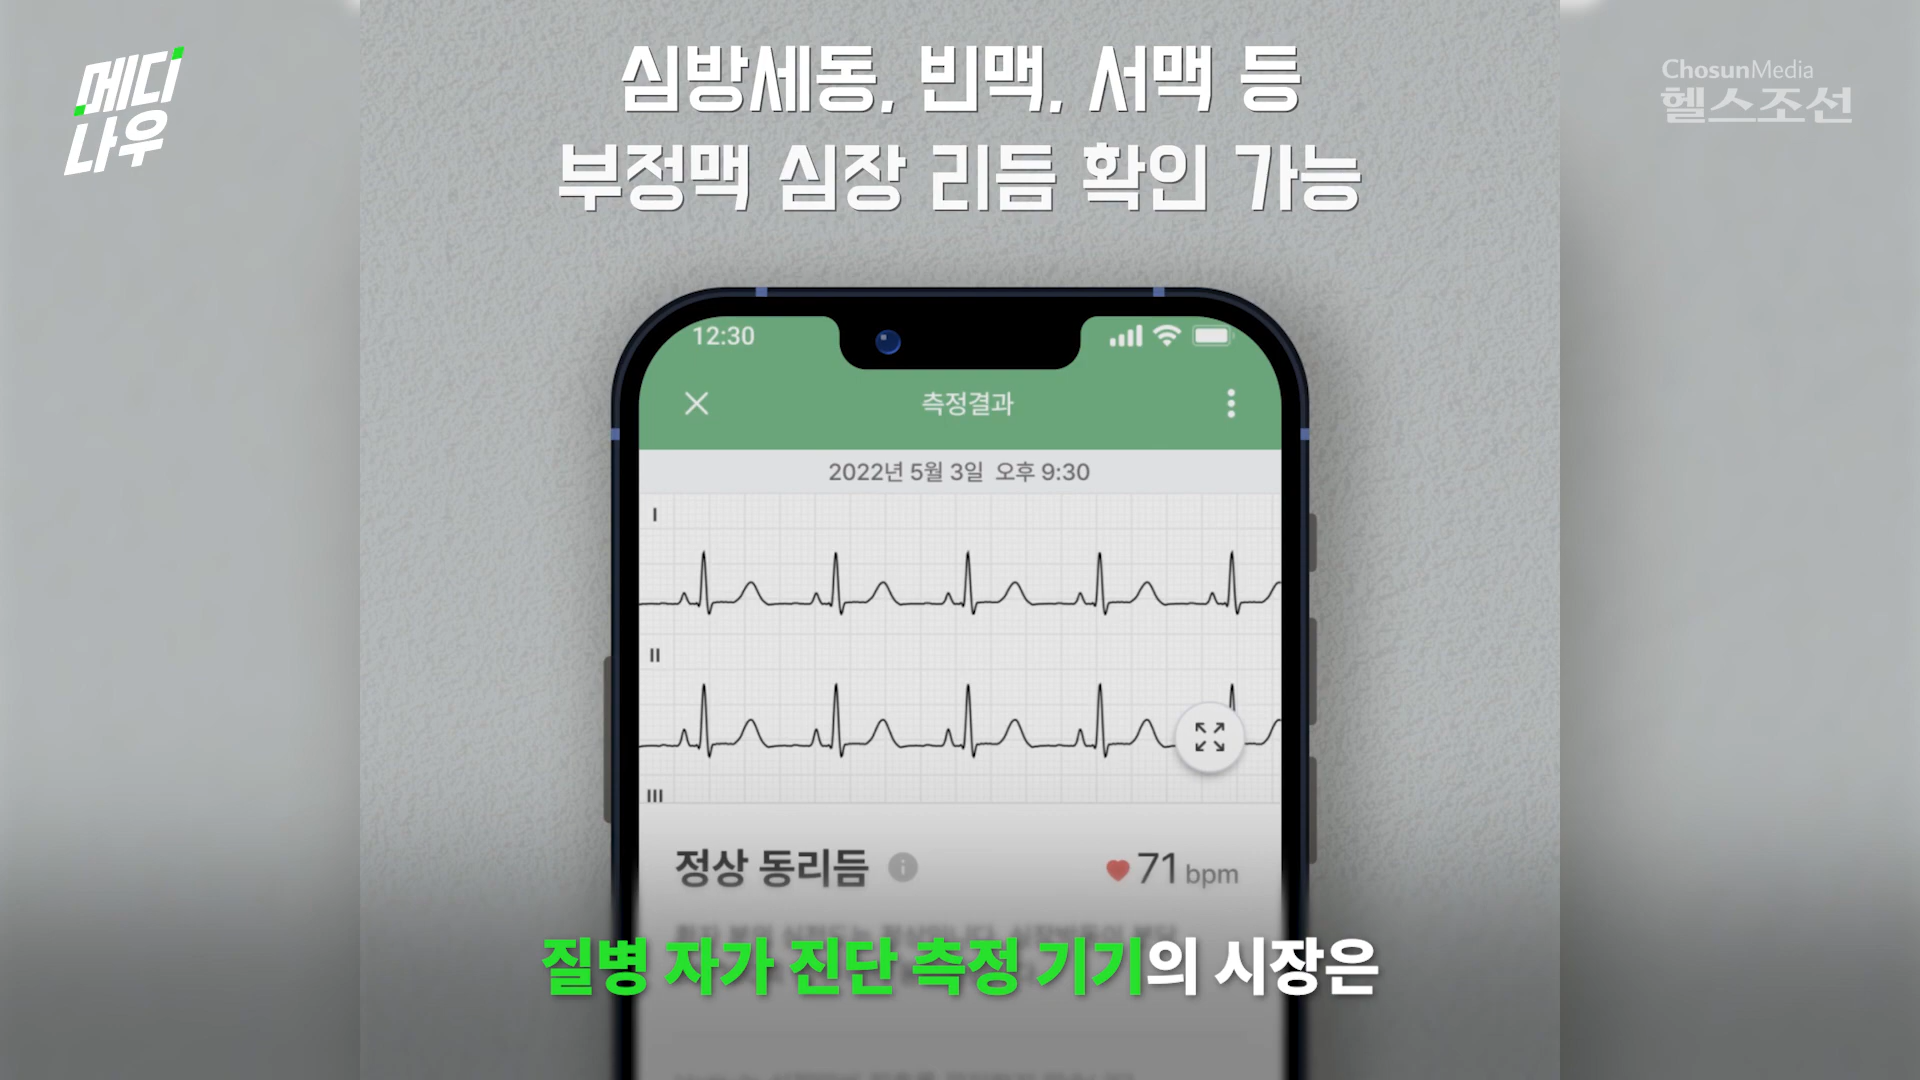 메디
나우
ChosunMedia
헬스조선
심방세동, 빈맥, 서맥 등
부정맥 심장 리듬 확인 가능
12:30
측정결과
2022년 5월 3일 오후 9:30
I
II
III
정상 동리듬
71 bpm
질병 자가 진단 측정 기기의 시장은